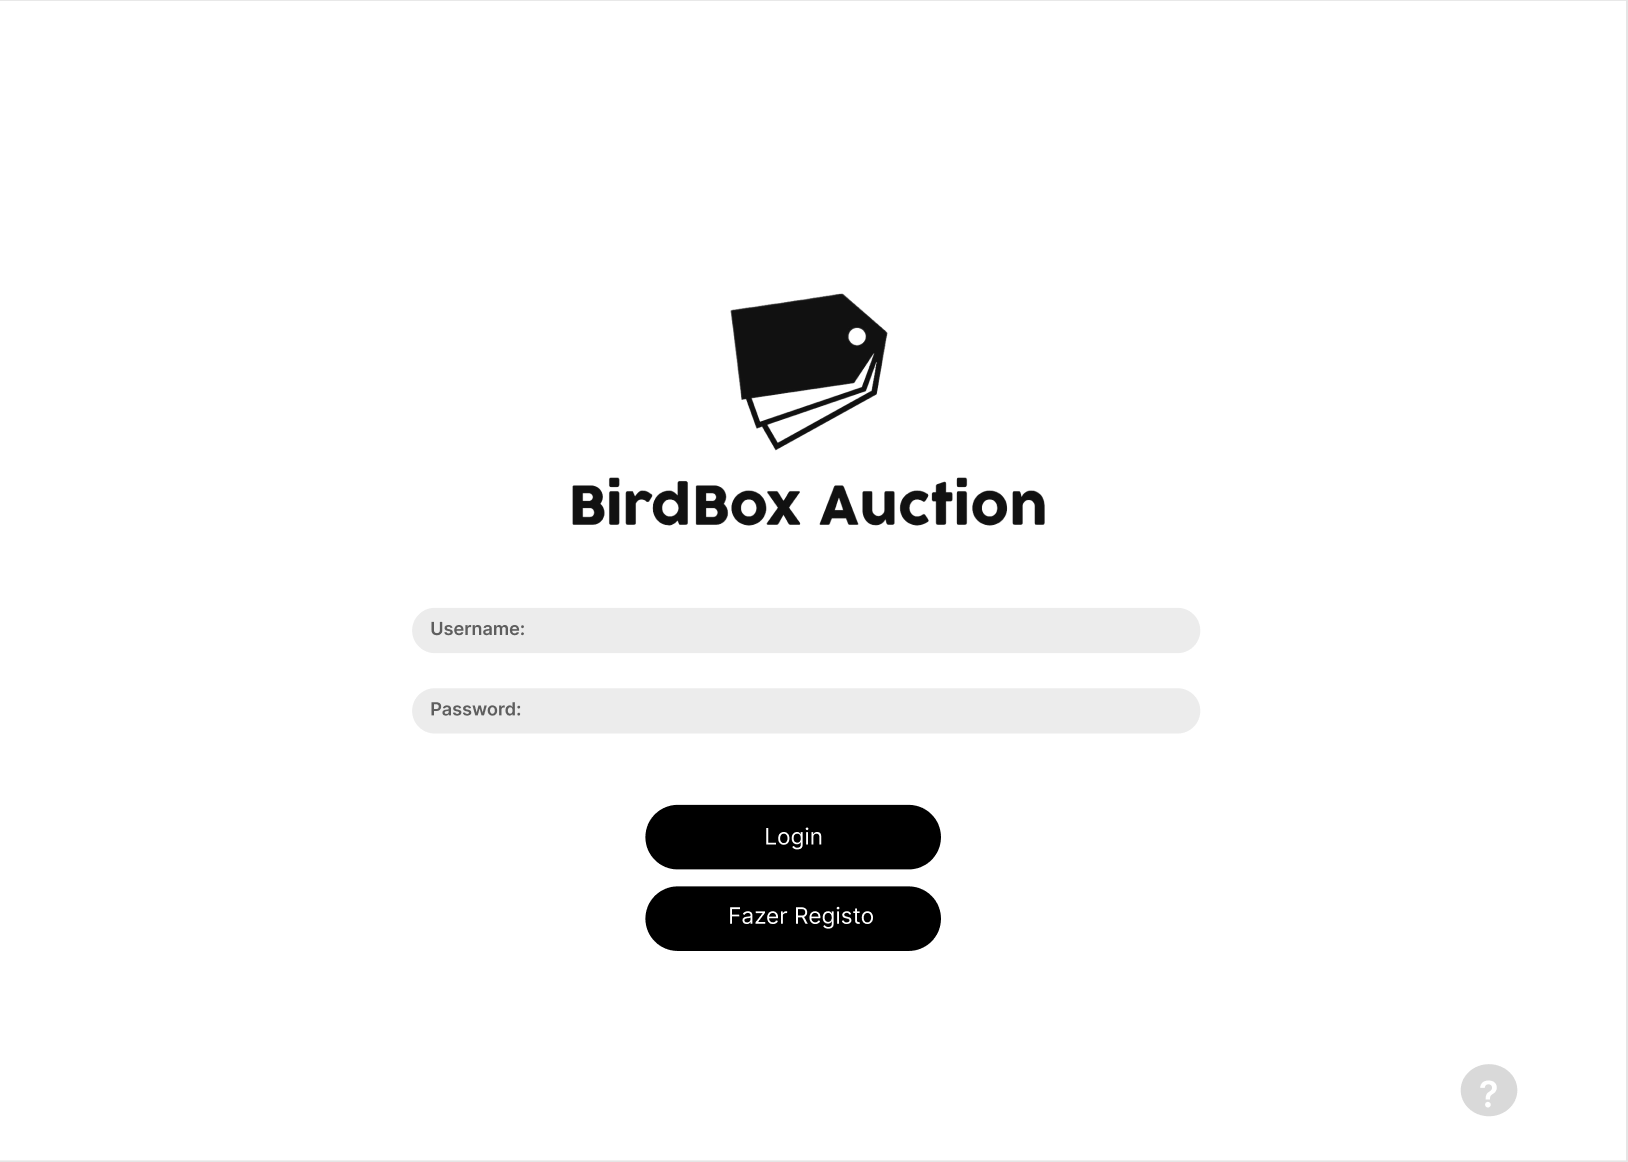 BirdBox Auction
Username:
Password:
Login
Fazer Registo
?